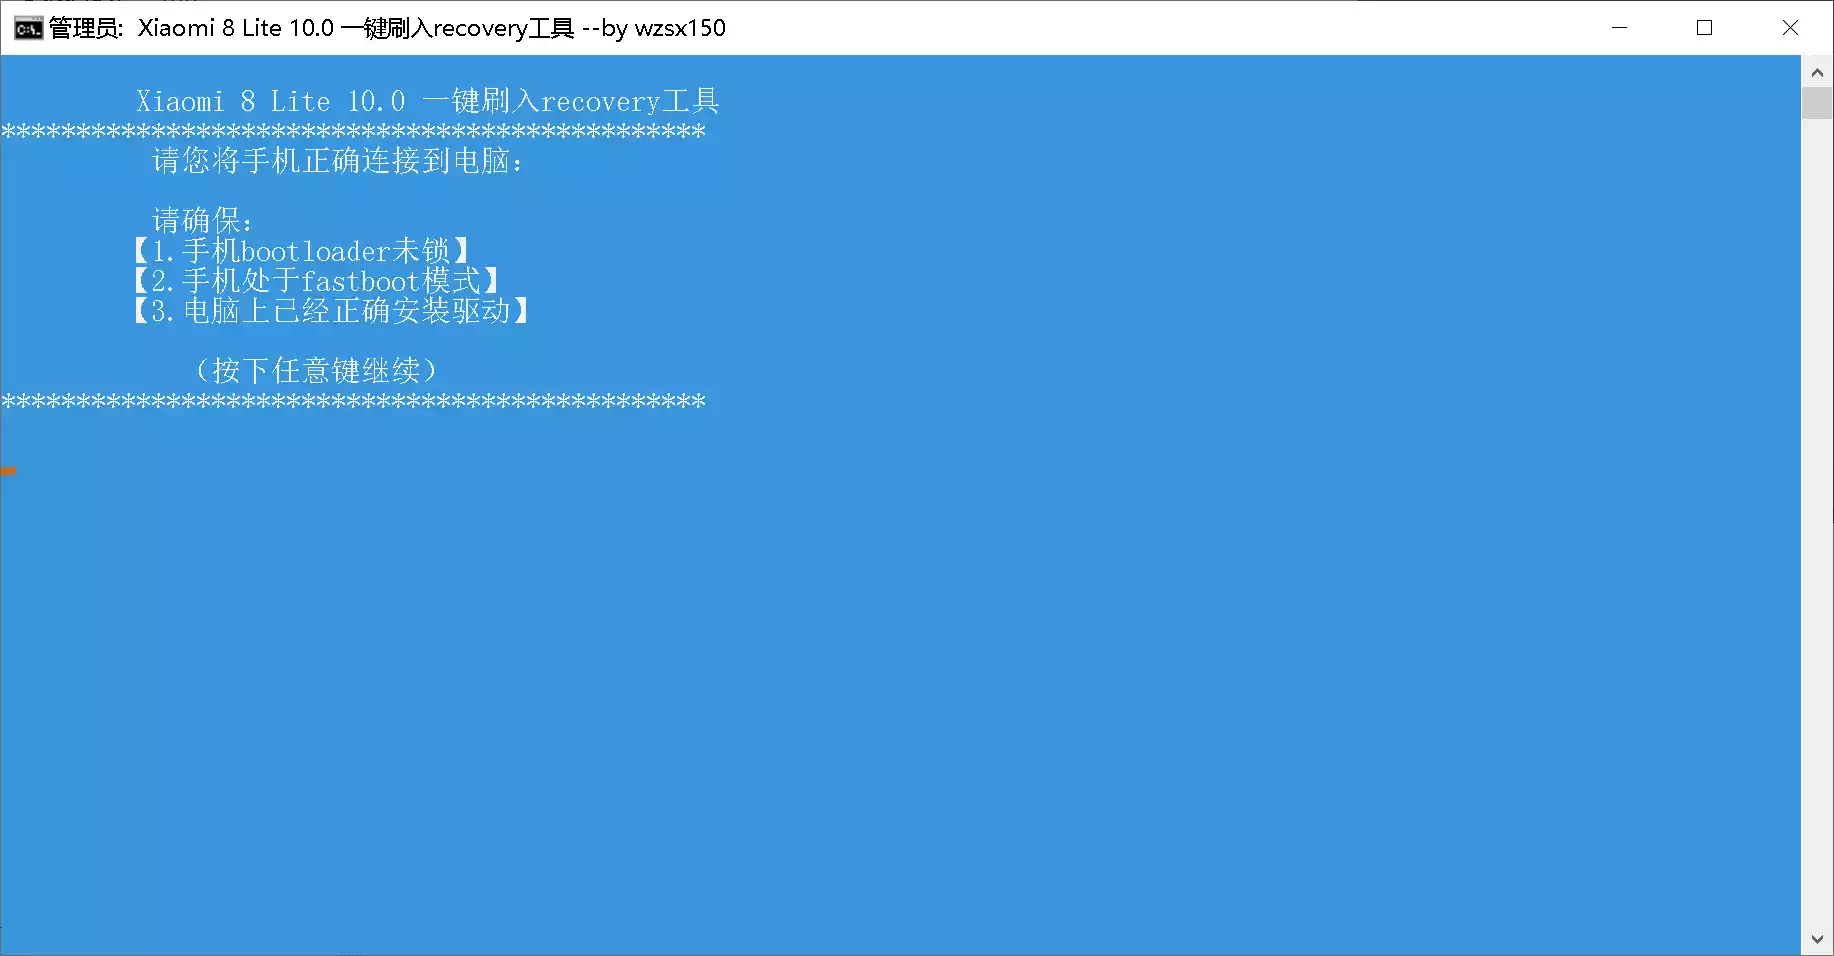 管理员:  Xiaomi 8 Lite 10.0 一键刷入recovery工具 --by wzsx150
Xiaomi 8 Lite 10.0 一键刷入recovery工具
***********************************************
请您将手机正确连接到电脑：
请确保：
【1.手机bootloader未锁】
【2.手机处于fastboot模式】
【3.电脑上已经正确安装驱动】
（按下任意键继续）
***********************************************